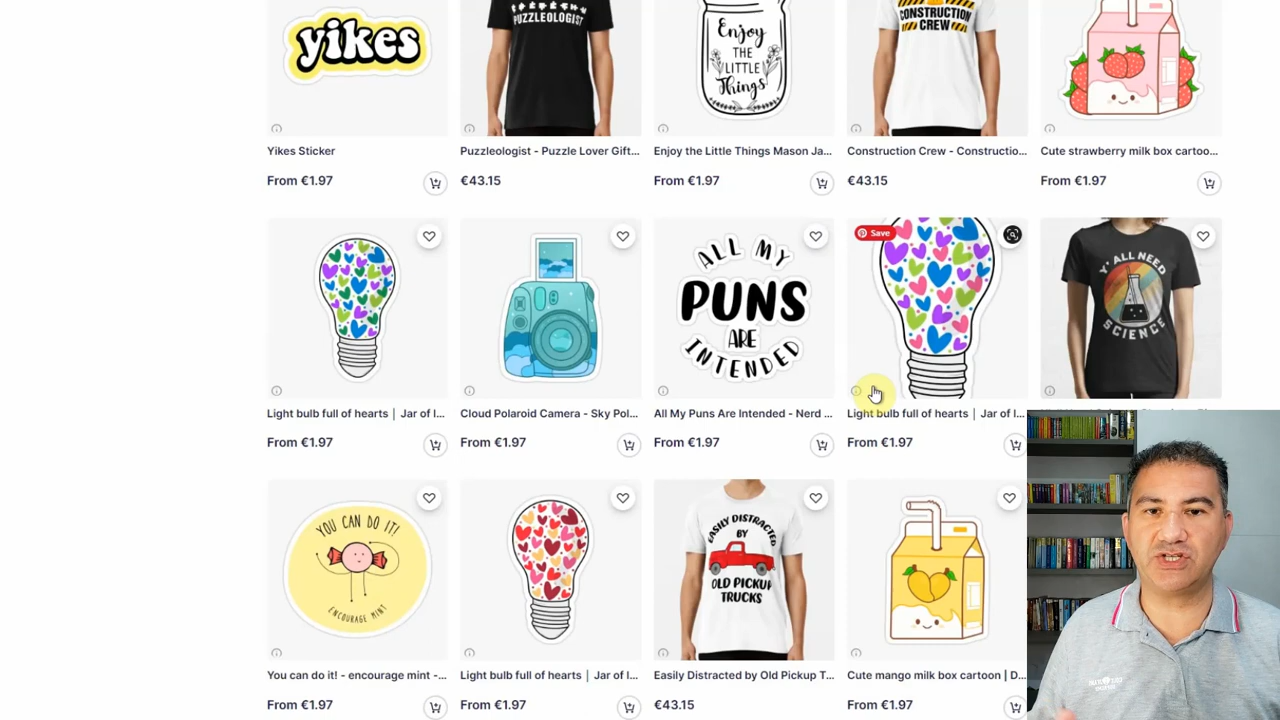 yikes
PUZZLEOLOGIST
Enjoy
THE
LITTLE
Things
CONSTRUCTION
CREW
Yikes Sticker
Puzzleologist - Puzzle Lover Gift...
Enjoy the Little Things Mason Ja...
Construction Crew - Constructio...
Cute strawberry milk box cartoo...
From €1.97
€43.15
From €1.97
€43.15
From €1.97
ALL MY
PUNS
ARE
INTENDED
Save
Y'ALL NEED
SCIENCE
Light bulb full of hearts | Jar of l...
Cloud Polaroid Camera - Sky Pol...
All My Puns Are Intended - Nerd ...
Light bulb full of hearts | Jar of l...
From €1.97
From €1.97
From €1.97
From €1.97
YOU CAN DO IT!
ENCOURAGE MINT
EASILY DISTRACTED
BY
OLD PICKUP
TRUCKS
You can do it! - encourage mint -...
Light bulb full of hearts | Jar of l...
Easily Distracted by Old Pickup T...
Cute mango milk box cartoon | D...
From €1.97
From €1.97
€43.15
From €1.97